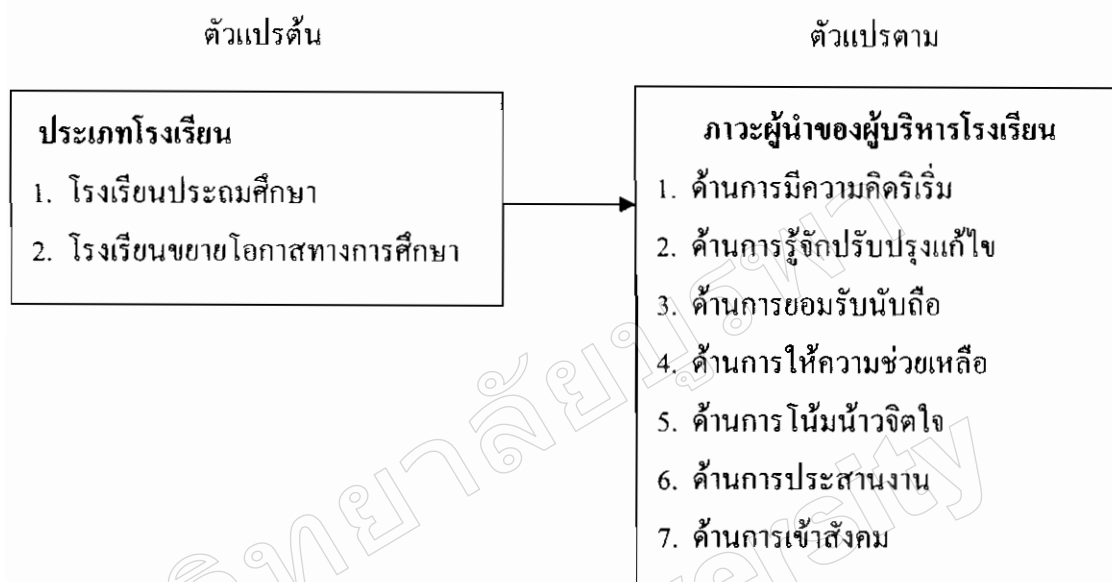 ตัวแปรต้น
ตัวแปรตาม
ประเภทโรงเรียน
1. โรงเรียนประถมศึกษา
2. โรงเรียนขยายโอกาสทางการศึกษา
ภาวะผู้นำของผู้บริหารโรงเรียน
1. ด้านการมีความคิดริเริ่ม
2. ด้านการรู้จักปรับปรุงแก้ไข
3. ด้านการยอมรับนับถือ
4. ด้านการให้ความช่วยเหลือ
5. ด้านการโน้มน้าวจิตใจ
6. ด้านการประสานงาน
7. ด้านการเข้าสังคม